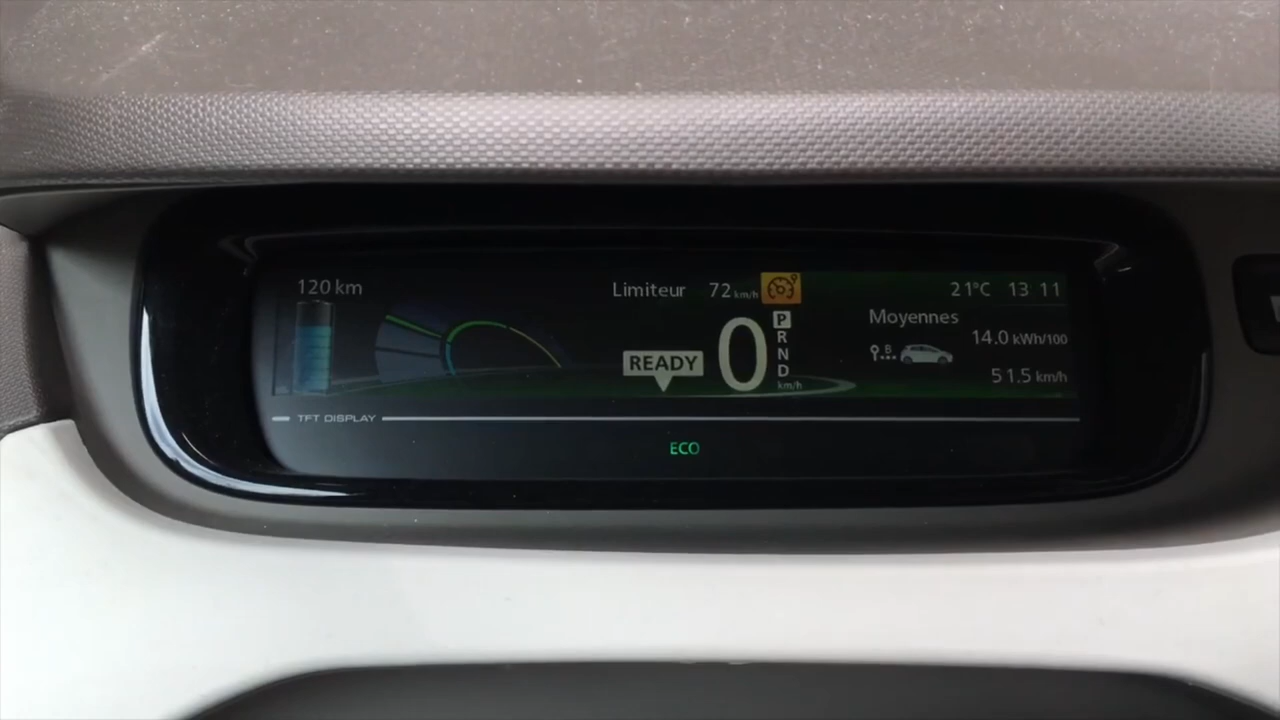 120 km
Limiteur 72 km/h
21°C 13 11
Moyennes
14.0 kWh/100
B
51.5 km/h
READY
0
km/h
P
R
N
D
TFT DISPLAY
ECO